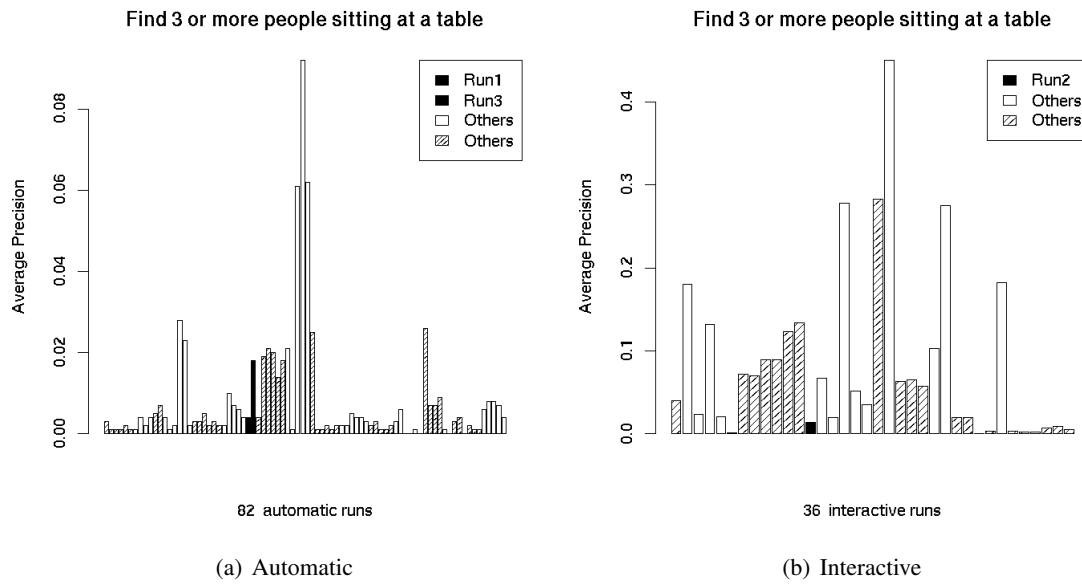 Find 3 or more people sitting at a table
Run1
Run3
Others
Others
Average Precision
0.00 0.02 0.04 0.06 0.08
82 automatic runs
(a) Automatic
Find 3 or more people sitting at a table
Run2
Others
Others
Average Precision
0.0 0.1 0.2 0.3 0.4
36 interactive runs
(b) Interactive